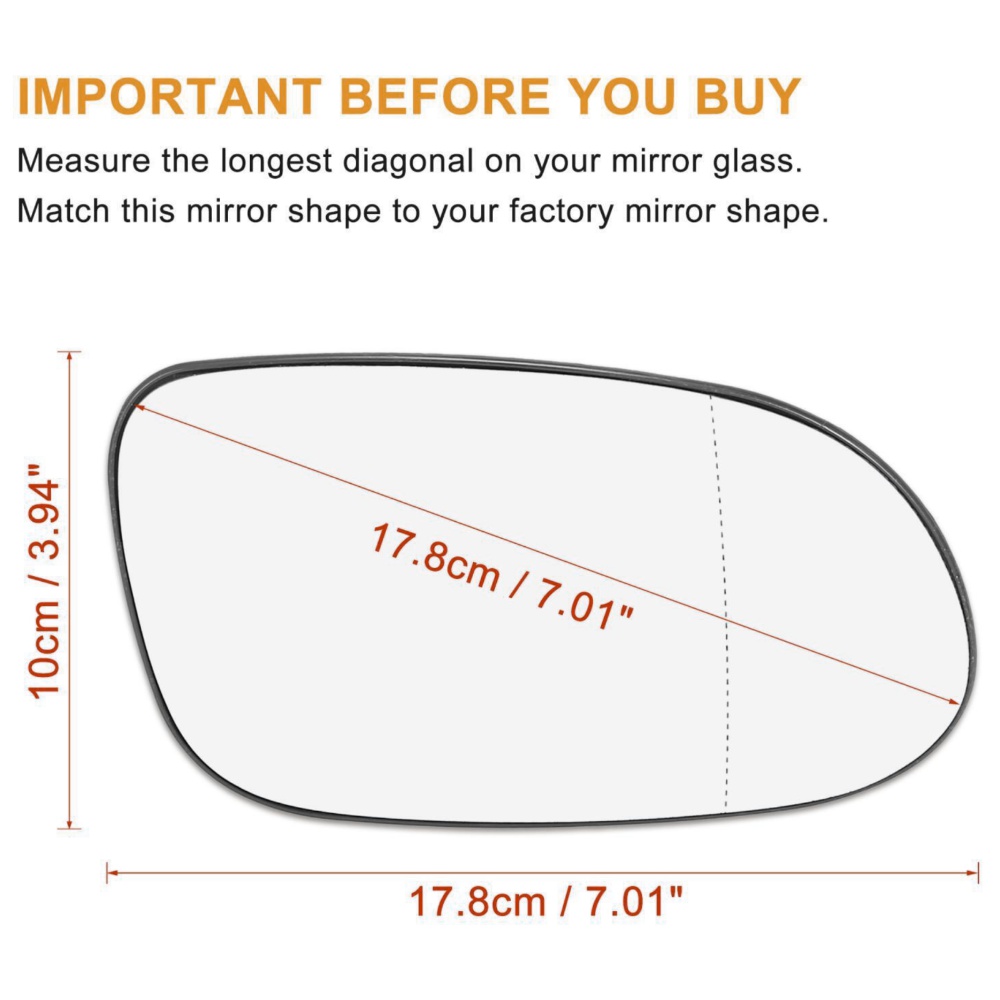 IMPORTANT BEFORE YOU BUY
Measure the longest diagonal on your mirror glass.
Match this mirror shape to your factory mirror shape.
10cm / 3.94"
17.8cm / 7.01"
17.8cm / 7.01"